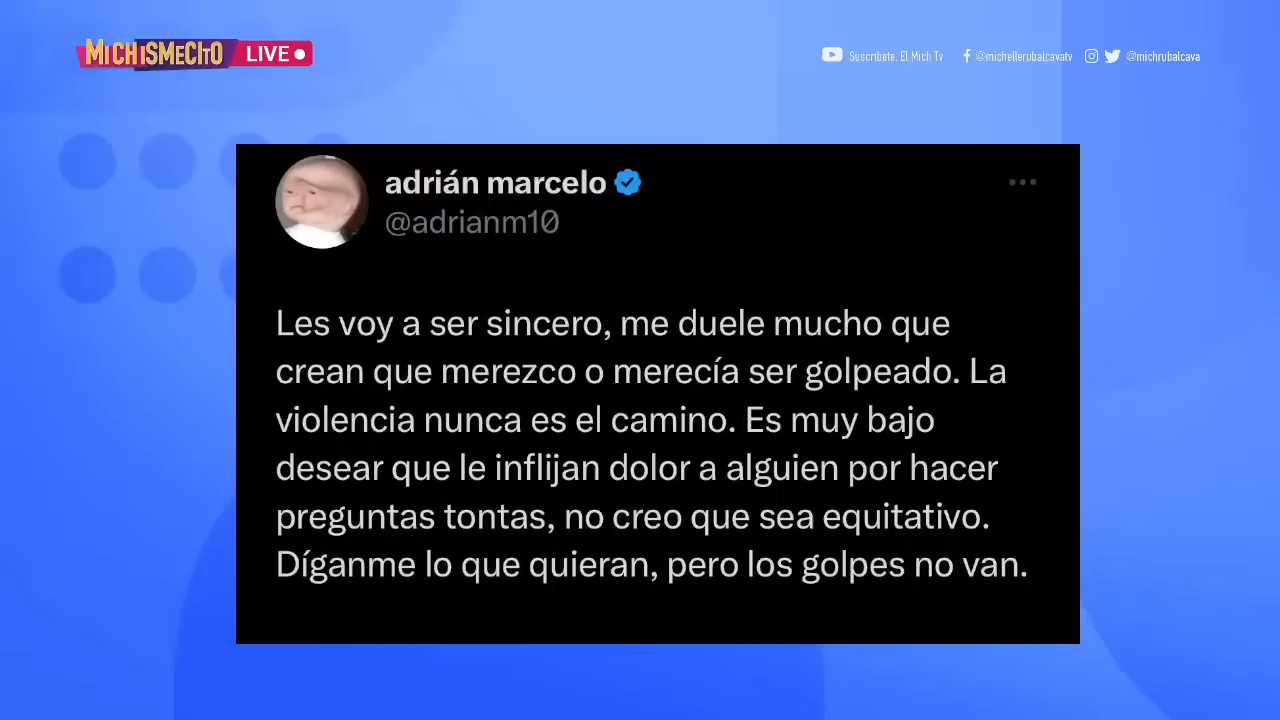 MICHISMECITO LIVE
Suscríbete. El Mich Tv @michellerubalcavatv @michrubalcava
adrián marcelo
@adrianm10
Les voy a ser sincero, me duele mucho que
crean que merezco o merecía ser golpeado. La
violencia nunca es el camino. Es muy bajo
desear que le inflijan dolor a alguien por hacer
preguntas tontas, no creo que sea equitativo.
Díganme lo que quieran, pero los golpes no van.